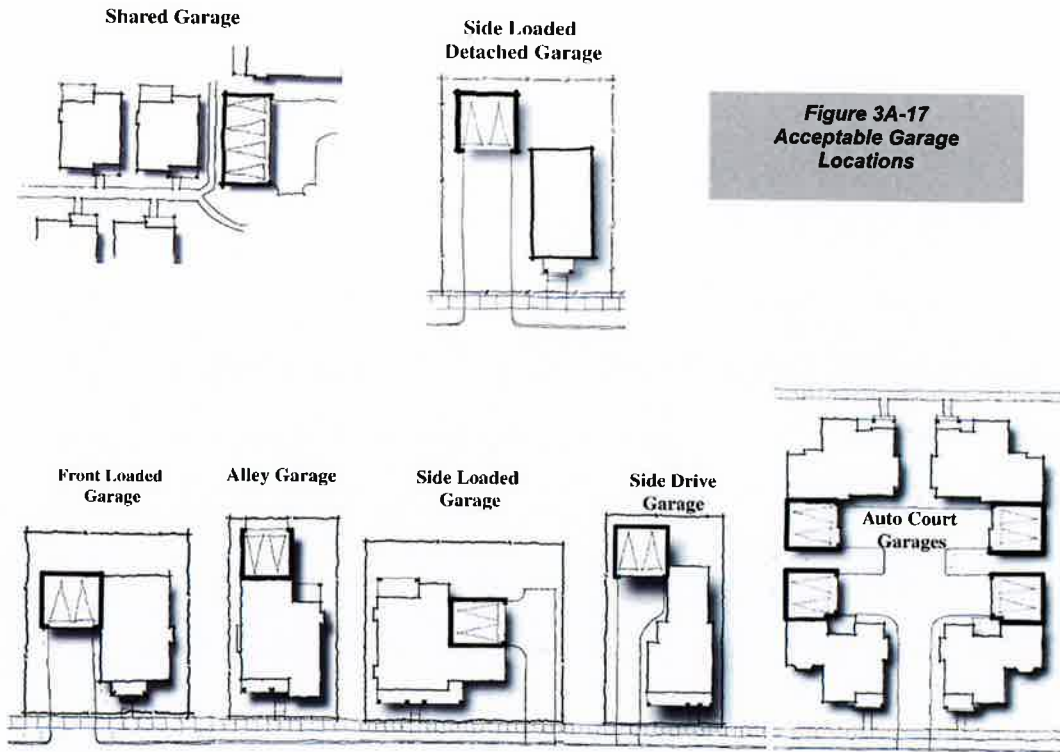 Shared Garage
Side Loaded
Detached Garage
Figure 3A-17
Acceptable Garage
Locations
Front Loaded
Garage
Alley Garage
Side Loaded
Garage
Side Drive
Garage
Auto Court
Garages